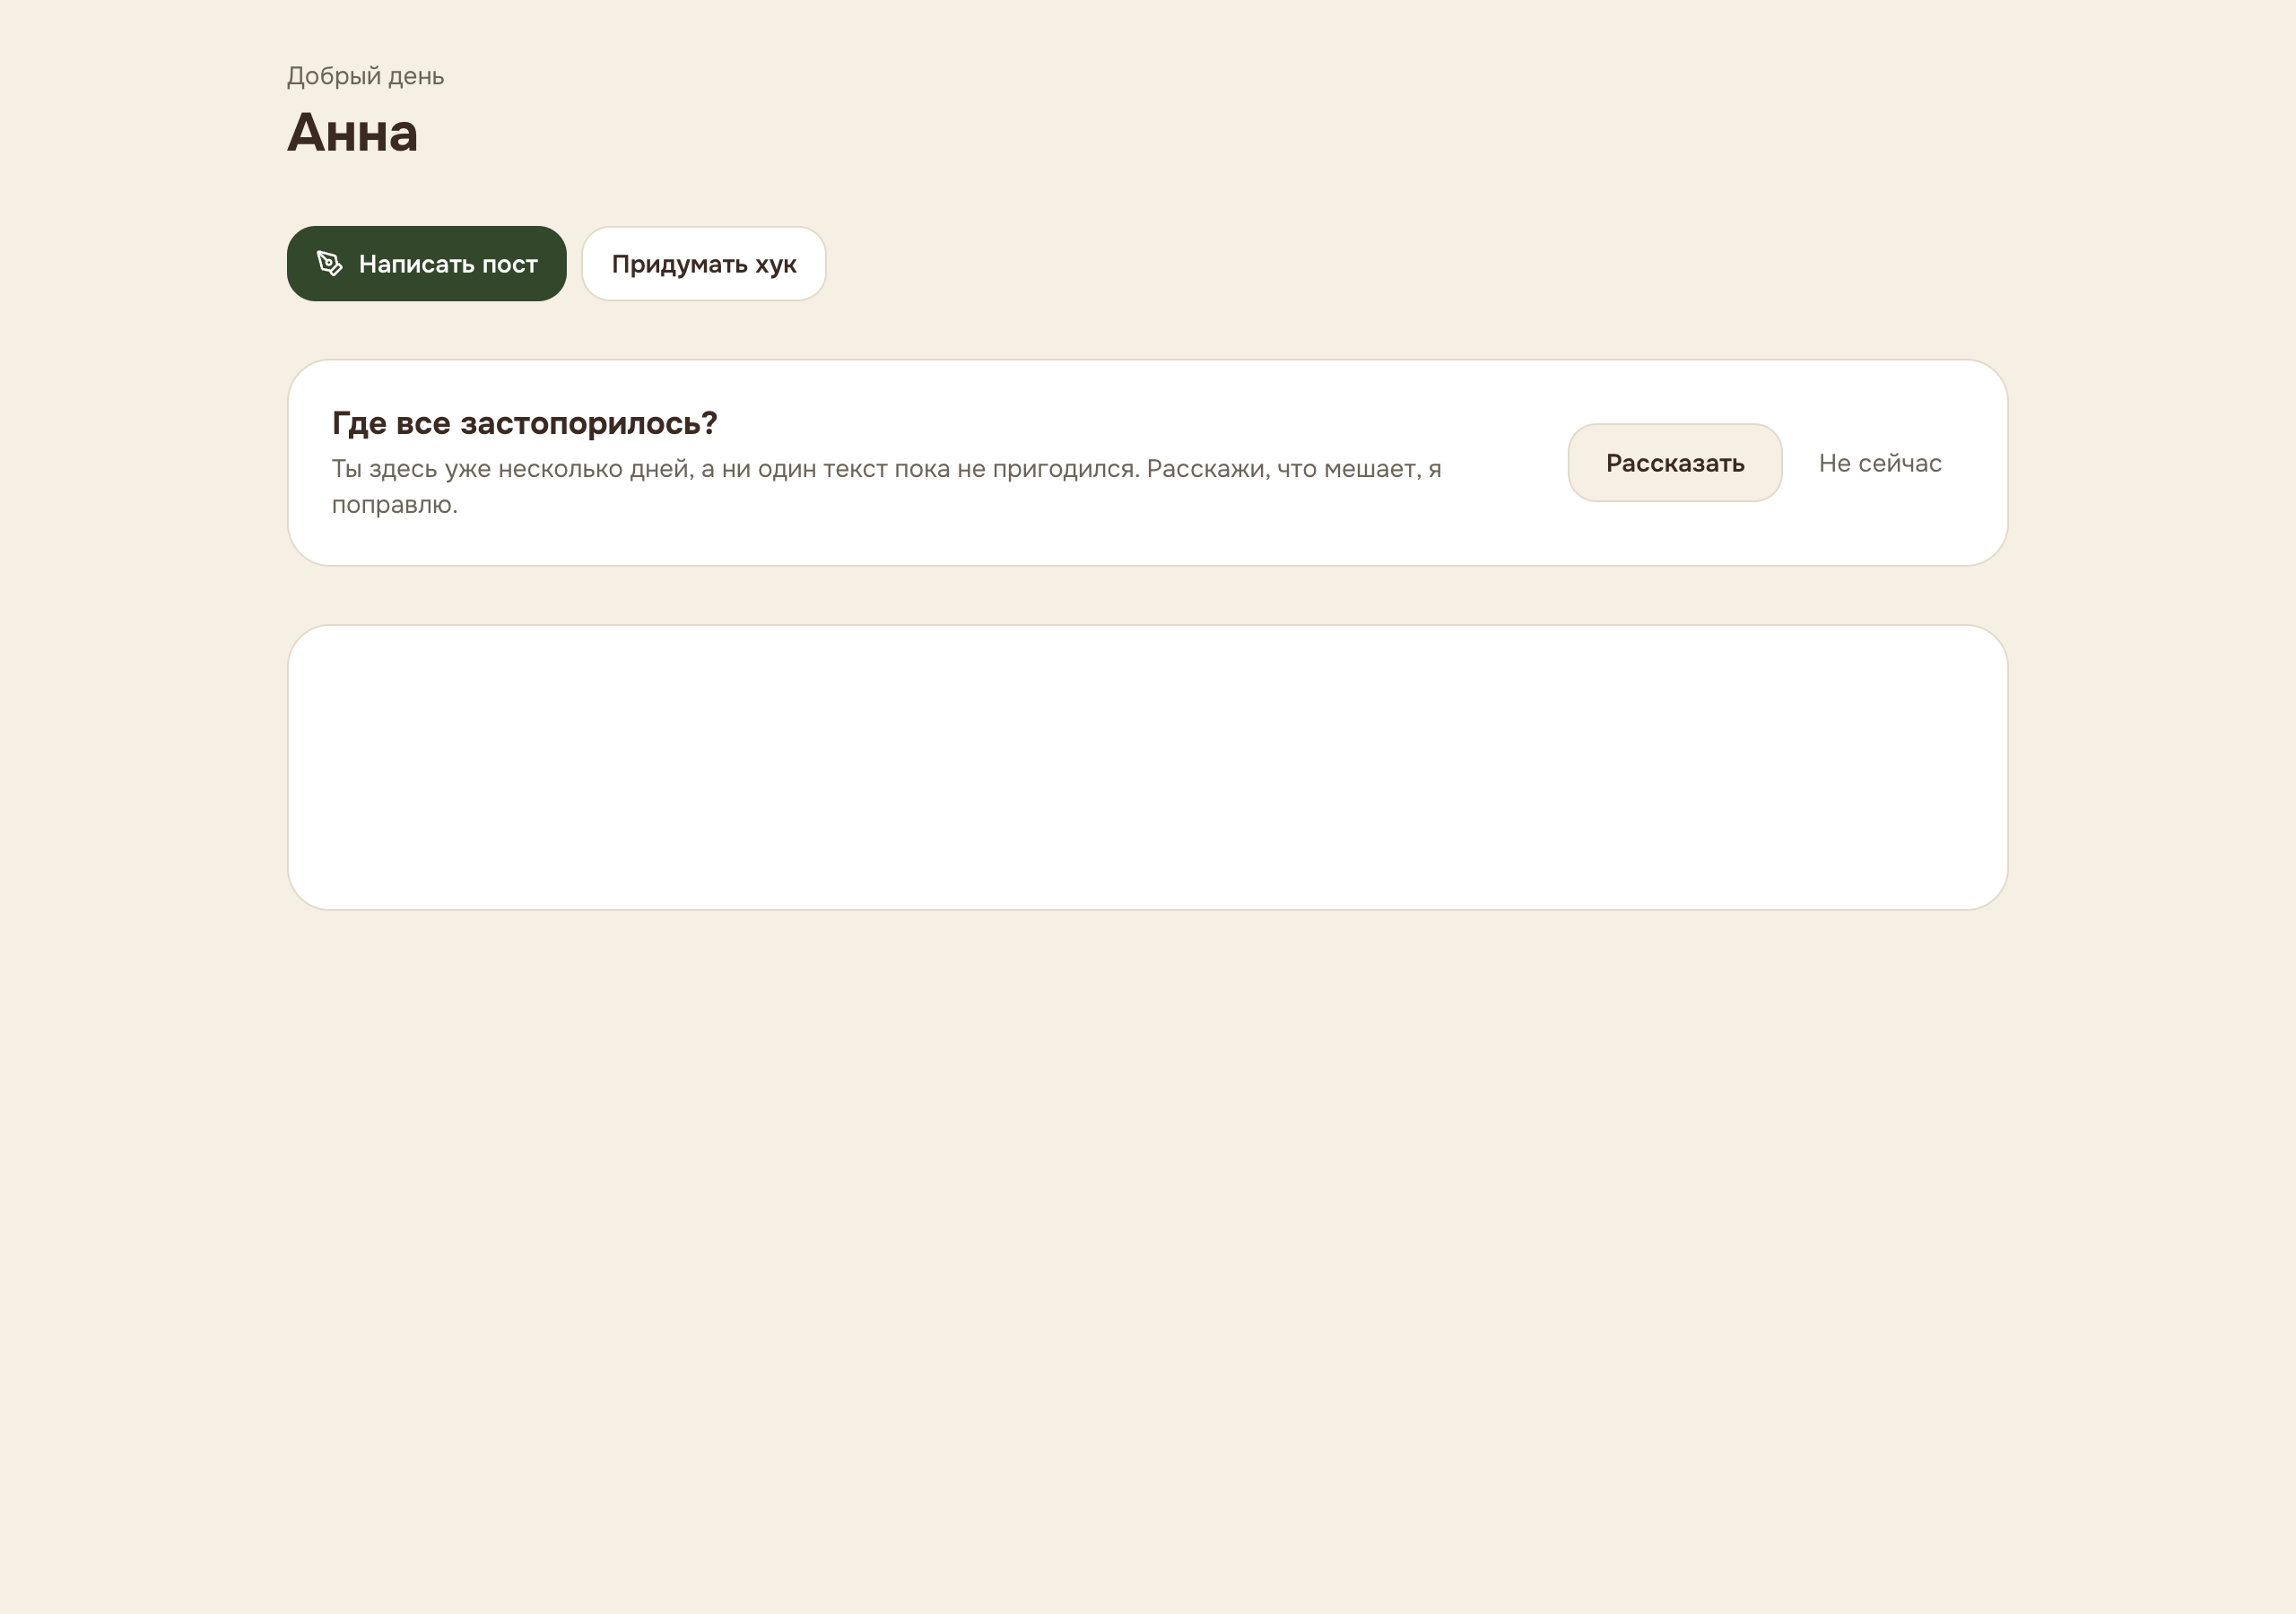 Добрый день
Анна
Написать пост
Придумать хук
Где все застопорилось?
Ты здесь уже несколько дней, а ни один текст пока не пригодился. Расскажи, что мешает, я
поправлю.
Рассказать
Не сейчас